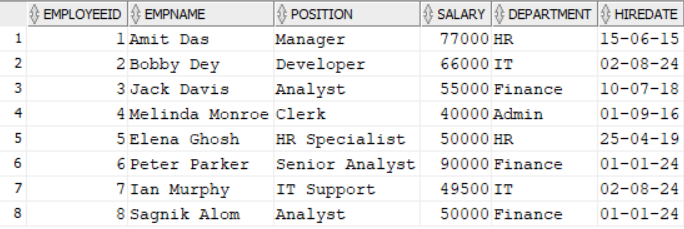 EMPLOYEEID EMPNAME POSITION SALARY DEPARTMENT HIREDATE
1 1 Amit Das Manager 77000 HR 15-06-15
2 2 Bobby Dey Developer 66000 IT 02-08-24
3 3 Jack Davis Analyst 55000 Finance 10-07-18
4 4 Melinda Monroe Clerk 40000 Admin 01-09-16
5 5 Elena Ghosh HR Specialist 50000 HR 25-04-19
6 6 Peter Parker Senior Analyst 90000 Finance 01-01-24
7 7 Ian Murphy IT Support 49500 IT 02-08-24
8 8 Sagnik Alom Analyst 50000 Finance 01-01-24